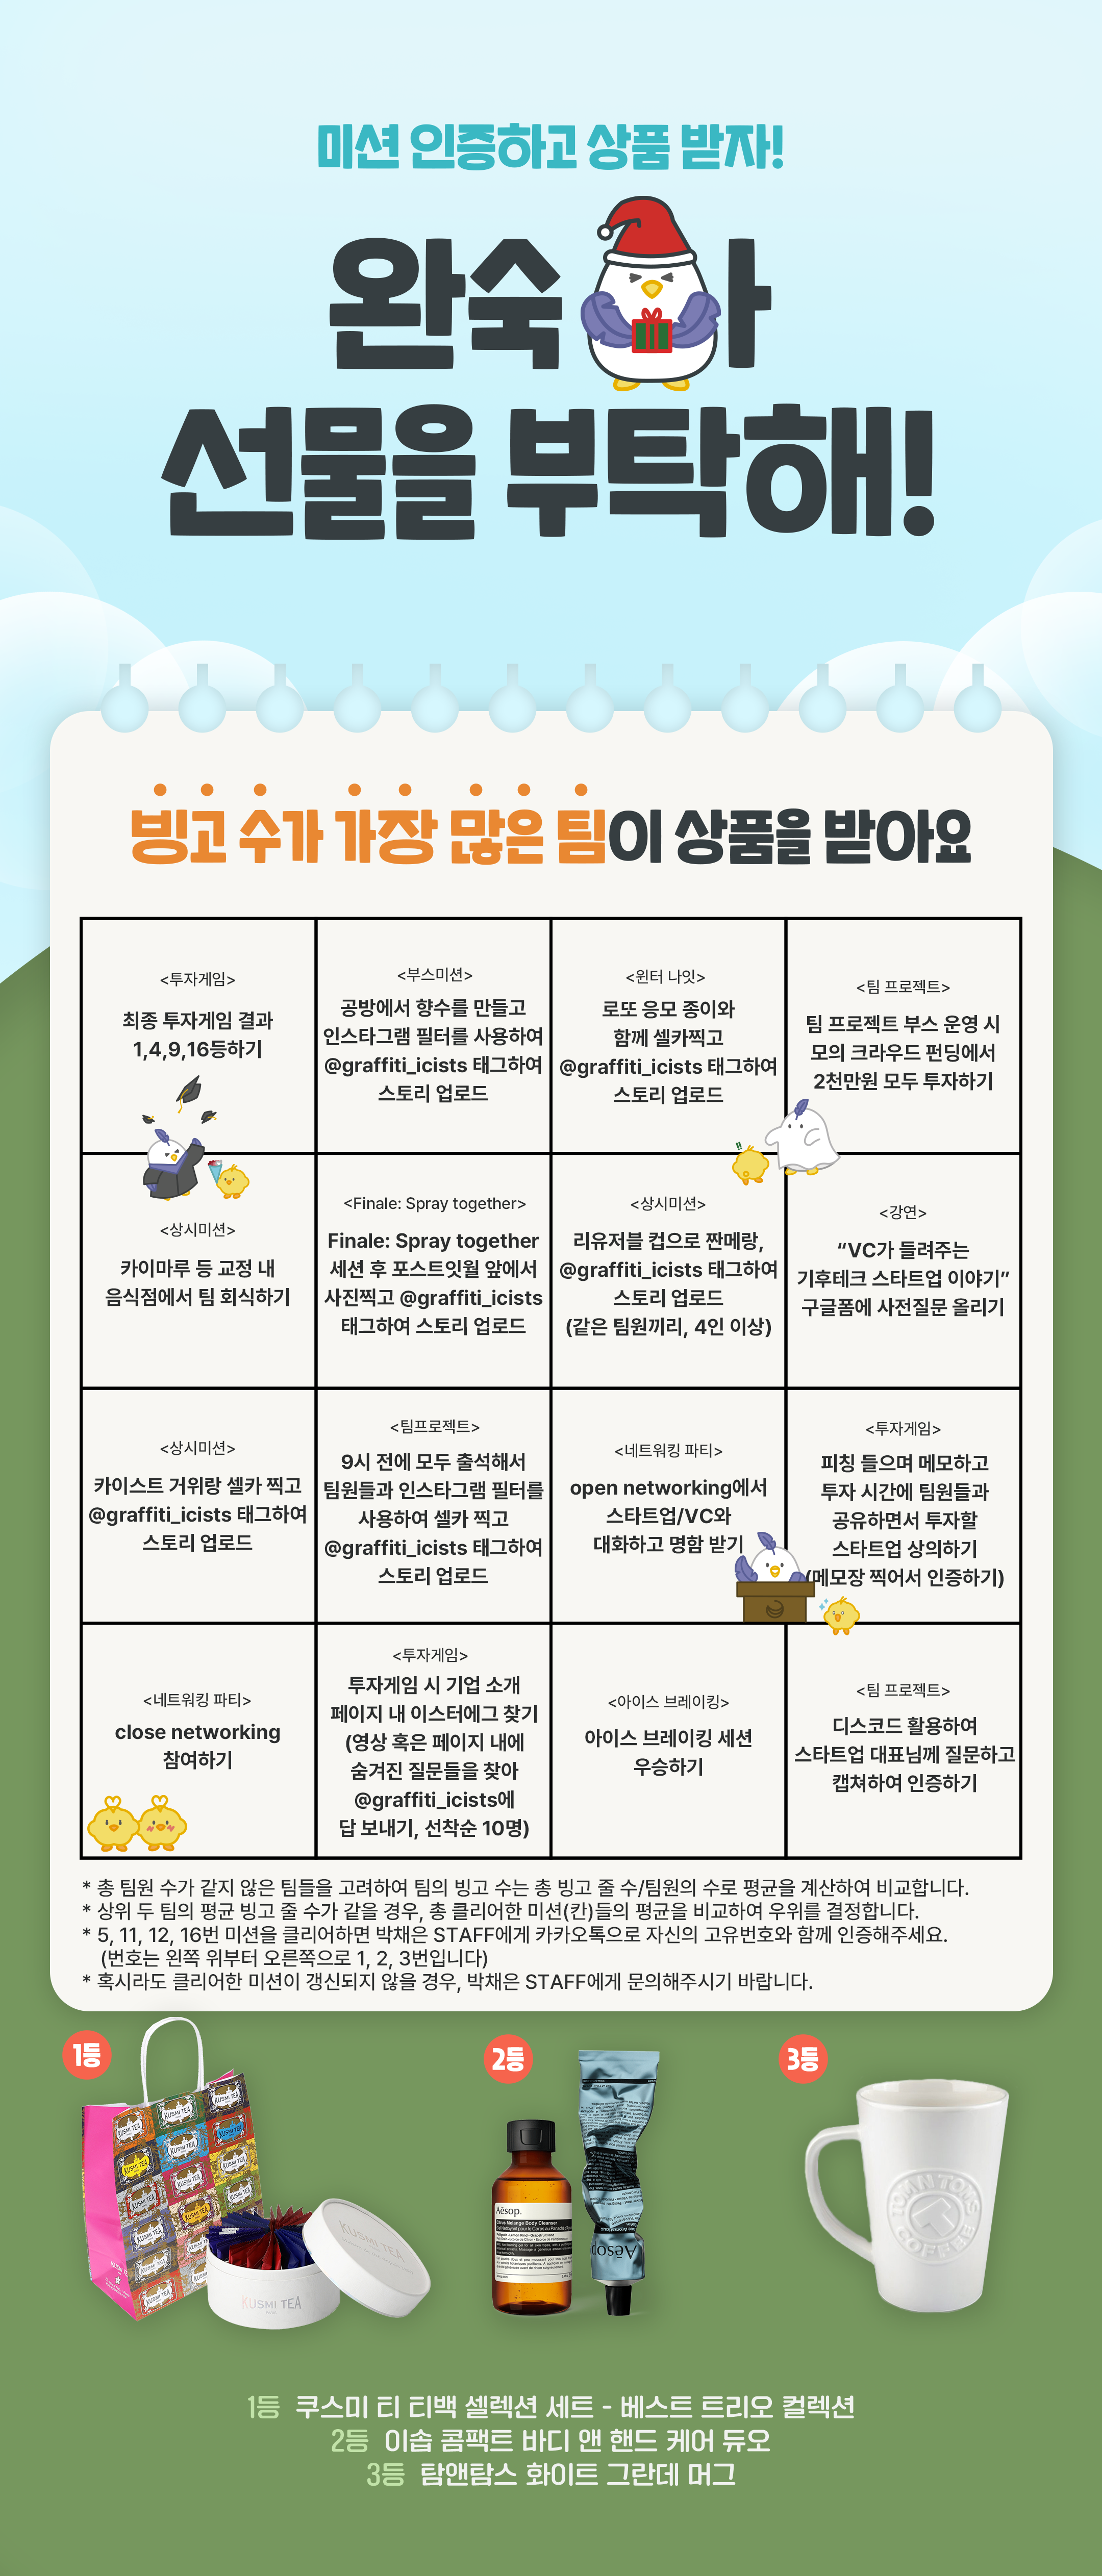 미션 인증하고 상품 받자!
완숙아
선물을 부탁해!
빙고 수가 가장 많은 팀이 상품을 받아요
<투자게임>
최종 투자게임 결과
1,4,9,16등하기
<부스미션>
공방에서 향수를 만들고
인스타그램 필터를 사용하여
@graffiti_icists 태그하여
스토리 업로드
<윈터 나잇>
로또 응모 종이와
함께 셀카찍고
@graffiti_icists 태그하여
스토리 업로드
<팀 프로젝트>
팀 프로젝트 부스 운영 시
모의 크라우드 펀딩에서
2천만원 모두 투자하기
<상시미션>
카이마루 등 교정 내
음식점에서 팀 회식하기
<Finale: Spray together>
Finale: Spray together
세션 후 포스트잇월 앞에서
사진찍고 @graffiti_icists
태그하여 스토리 업로드
<상시미션>
리유저블 컵으로 짠메랑,
@graffiti_icists 태그하여
스토리 업로드
(같은 팀원끼리, 4인 이상)
<강연>
“VC가 들려주는
기후테크 스타트업 이야기”
구글폼에 사전질문 올리기
<상시미션>
카이스트 거위랑 셀카 찍고
@graffiti_icists 태그하여
스토리 업로드
<팀프로젝트>
9시 전에 모두 출석해서
팀원들과 인스타그램 필터를
사용하여 셀카 찍고
@graffiti_icists 태그하여
스토리 업로드
<네트워킹 파티>
open networking에서
스타트업/VC와
대화하고 명함 받기
<투자게임>
피칭 들으며 메모하고
투자 시간에 팀원들과
공유하면서 투자할
스타트업 상의하기
(메모장 찍어서 인증하기)
<네트워킹 파티>
close networking
참여하기
<투자게임>
투자게임 시 기업 소개
페이지 내 이스터에그 찾기
(영상 혹은 페이지 내에
숨겨진 질문들을 찾아
@graffiti_icists에
답 보내기, 선착순 10명)
<아이스 브레이킹>
아이스 브레이킹 세션
우승하기
<팀 프로젝트>
디스코드 활용하여
스타트업 대표님께 질문하고
캡쳐하여 인증하기
* 총 팀원 수가 같지 않은 팀들을 고려하여 팀의 빙고 수는 총 빙고 줄 수/팀원의 수로 평균을 계산하여 비교합니다.
* 상위 두 팀의 평균 빙고 줄 수가 같을 경우, 총 클리어한 미션(칸)들의 평균을 비교하여 우위를 결정합니다.
* 5, 11, 12, 16번 미션을 클리어하면 박채은 STAFF에게 카카오톡으로 자신의 고유번호와 함께 인증해주세요.
(번호는 왼쪽 위부터 오른쪽으로 1, 2, 3번입니다)
* 혹시라도 클리어한 미션이 갱신되지 않을 경우, 박채은 STAFF에게 문의해주시기 바랍니다.
1등
KUSMI TEA
KUSMI TEA
2등
Aēsop.
Citrus Melange Body Cleanser
Aēsop
3등
TOM N TOMS
COFFEE
1등 쿠스미 티 티백 셀렉션 세트 - 베스트 트리오 컬렉션
2등 이솝 콤팩트 바디 앤 핸드 케어 듀오
3등 탐앤탐스 화이트 그란데 머그